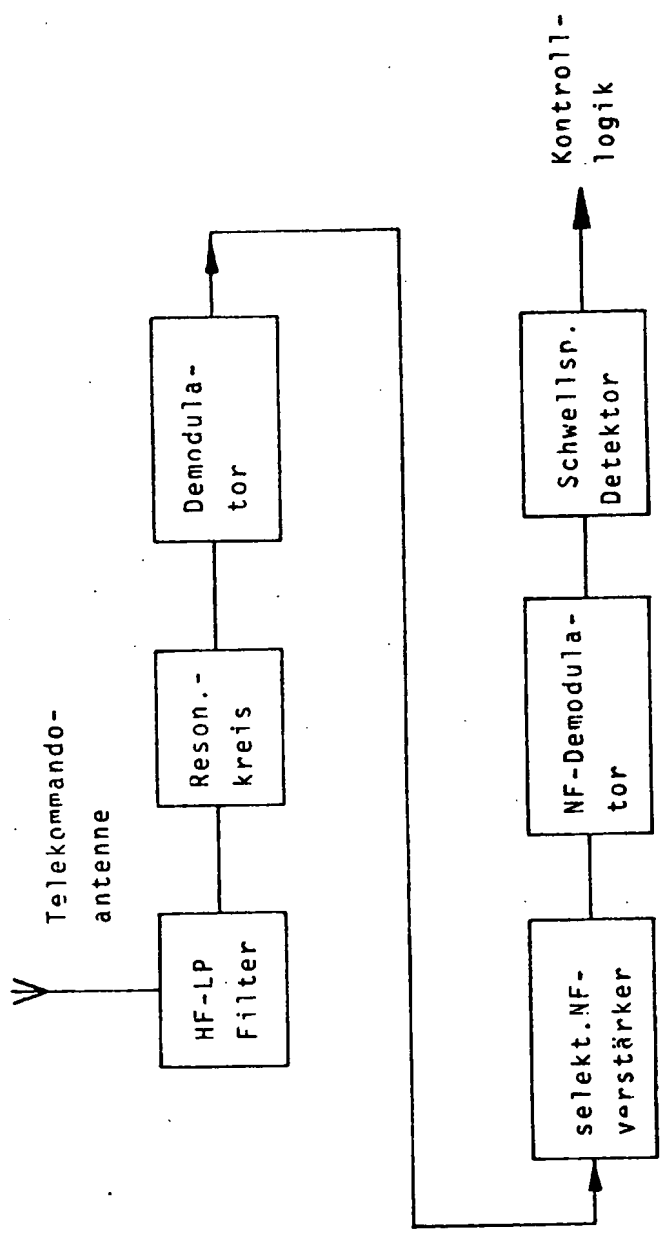 Telekommando-
antenne
HF-LP
Filter
Reson.-
kreis
Demodula-
tor
selekt.NF-
verstärker
NF-Demodula-
tor
Schwellsp.
Detektor
Kontroll-
logik